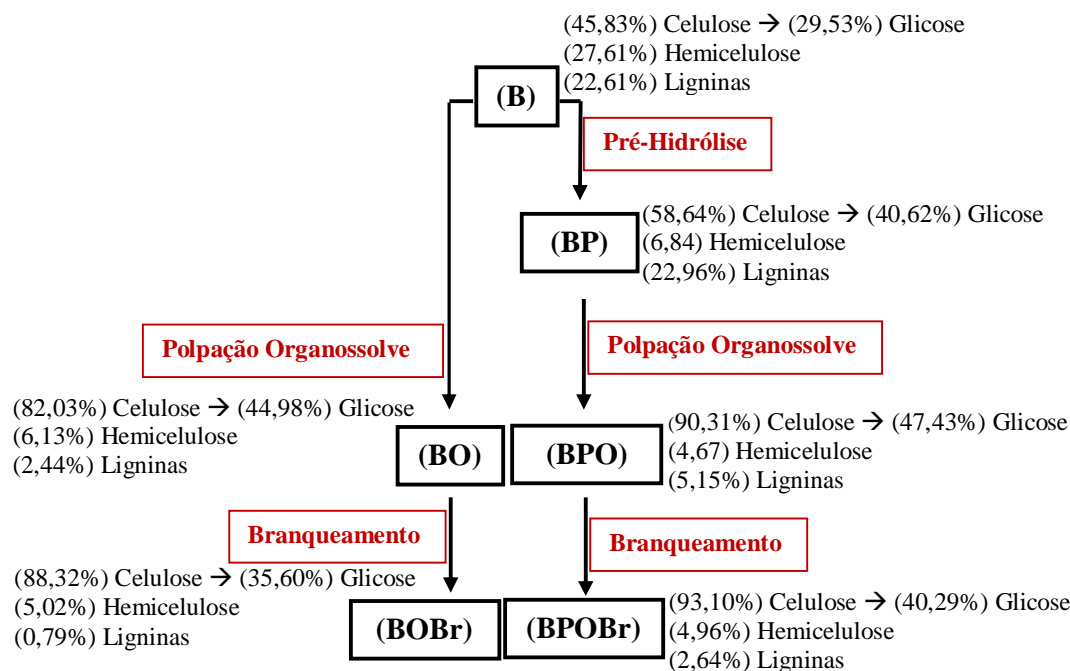 (45,83%) Celulose → (29,53%) Glicose
(27,61%) Hemicelulose
(22,61%) Ligninas
(B)
Pré-Hidrólise
(58,64%) Celulose → (40,62%) Glicose
(6,84) Hemicelulose
(22,96%) Ligninas
(BP)
Polpação Organossolve
Polpação Organossolve
(82,03%) Celulose → (44,98%) Glicose
(6,13%) Hemicelulose
(2,44%) Ligninas
(BO)
(BPO)
(90,31%) Celulose → (47,43%) Glicose
(4,67) Hemicelulose
(5,15%) Ligninas
Branqueamento
Branqueamento
(88,32%) Celulose → (35,60%) Glicose
(5,02%) Hemicelulose
(0,79%) Ligninas
(BOBr)
(BPOBr)
(93,10%) Celulose → (40,29%) Glicose
(4,96%) Hemicelulose
(2,64%) Ligninas